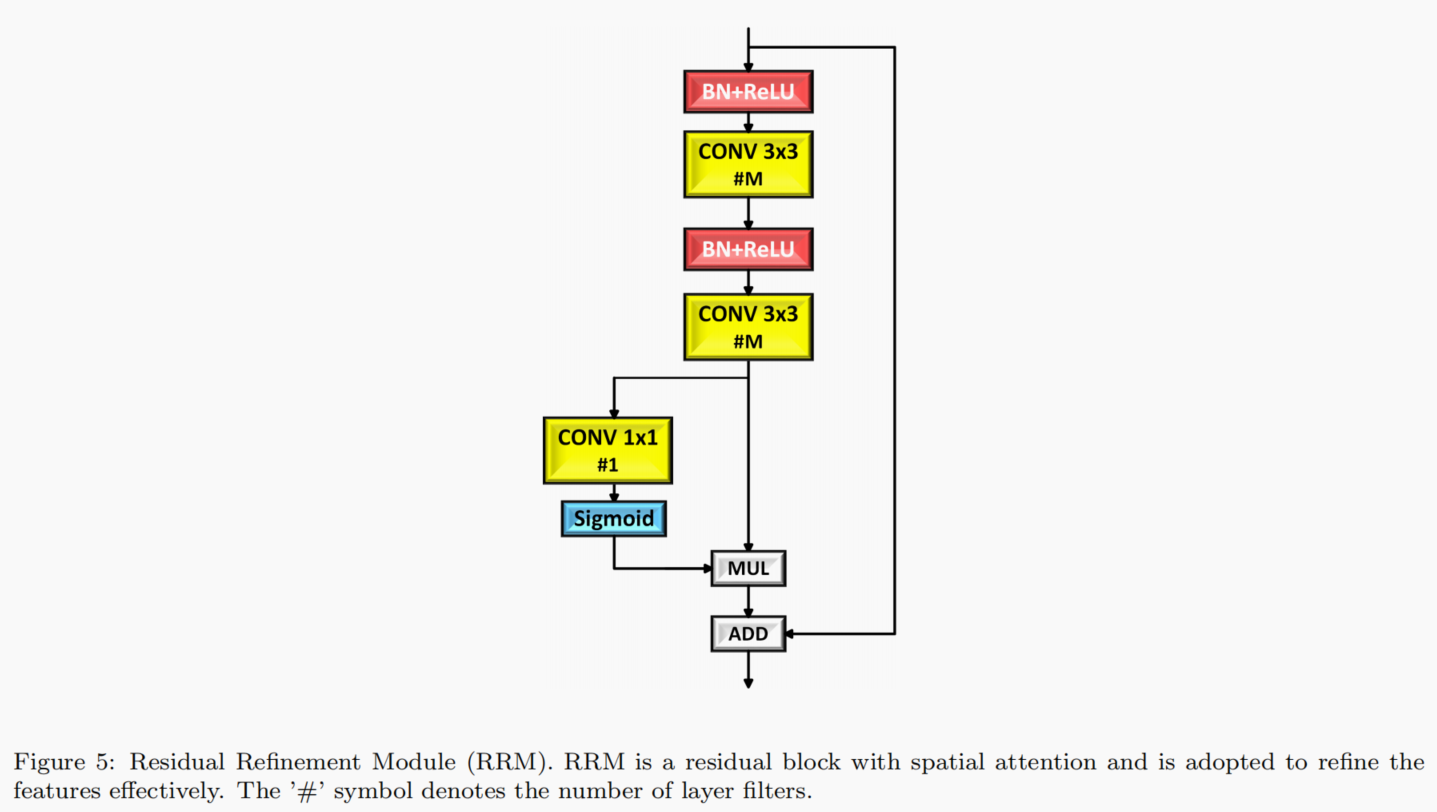 BN+ReLU
CONV 3x3
#M
BN+ReLU
CONV 3x3
#M
CONV 1x1
#1
Sigmoid
MUL
ADD
Figure 5: Residual Refinement Module (RRM). RRM is a residual block with spatial attention and is adopted to refine the
features effectively. The '#' symbol denotes the number of layer filters.